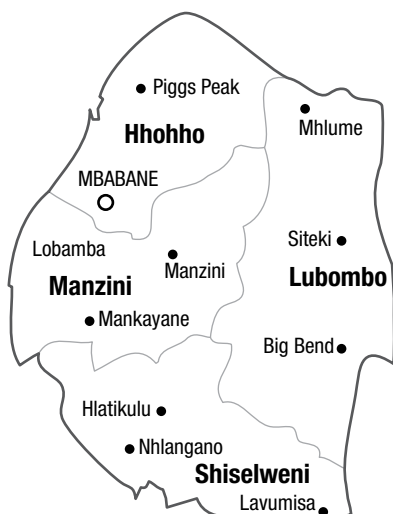 Piggs Peak
Mhlume
Hhohho
MBABANE
Siteki
Lobamba
Manzini
Lubombo
Manzini
Mankayane
Big Bend
Hlatikulu
Nhlangano
Shiselweni
Lavumisa